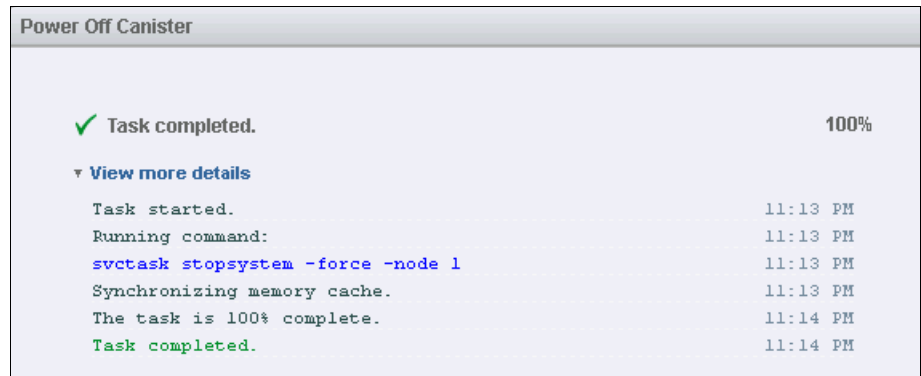 Power Off Canister
Task completed. 100%
View more details
Task started. 11:13 PM
Running command: 11:13 PM
svctask stopsystem -force -node 1 11:13 PM
Synchronizing memory cache. 11:13 PM
The task is 100% complete. 11:14 PM
Task completed. 11:14 PM